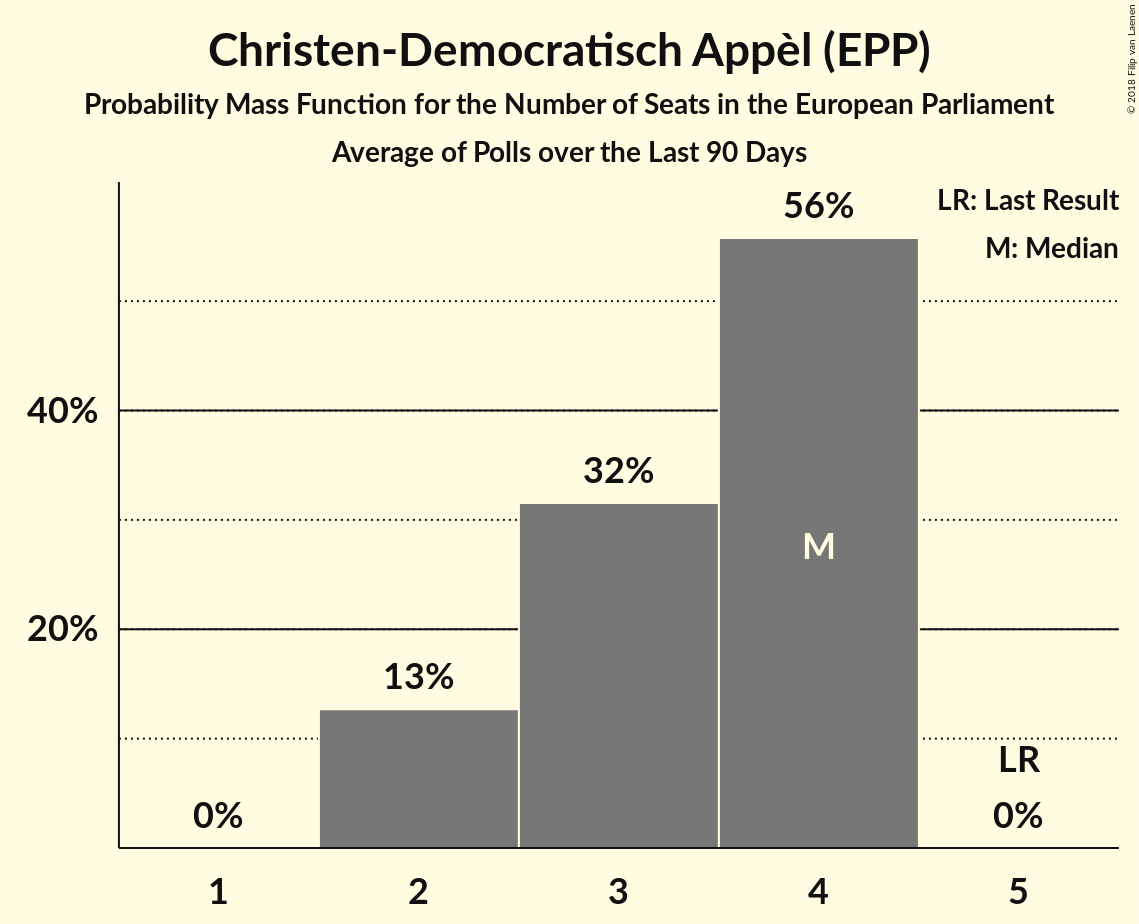 Christen-Democratisch Appèl (EPP)
Probability Mass Function for the Number of Seats in the European Parliament
Average of Polls over the Last 90 Days
© 2018 Filip van Laenen
LR: Last Result
M: Median
56%
40%
32%
M
20%
13%
LR
0%
0%
1 2 3 4 5